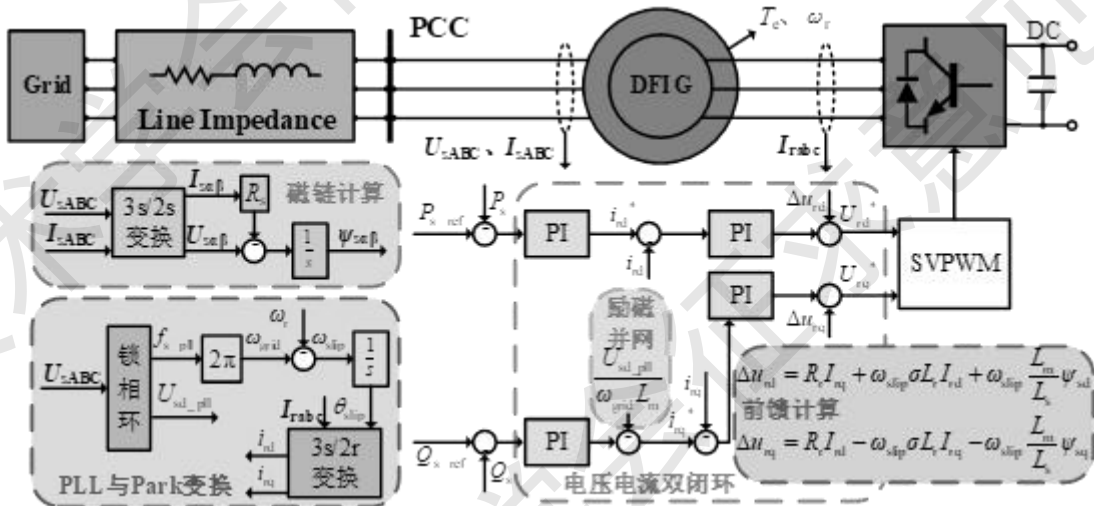 PCC
T_e、 ω_r
DC
Grid
Line Impedance
DFIG
U_sABC、I_sABC
I_rabc
U_sABC
I_sABC
3s/2s
变换
I_sαβ
U_sαβ
R_s
磁链计算
1/s
ψ_sαβ
P_s_ref
P_s
PI
i_rd*
i_rd
PI
Δu_rd
U_rd*
SVPWM
PI
Δu_rq
U_rq*
U_sABC
锁相环
f_s_pll
2π
ω_grid
ω_r
ω_slip
1/s
U_sd_pll
I_rabc
θ_slip
i_rd
i_rq
3s/2r
变换
PLL与Park变换
励磁
并网
U_sd_pll
ω_grid L_m
Q_s_ref
Q_s
PI
i_rq*
i_rq
电压电流双闭环
Δu_rd = R_r I_rq + ω_slip σL_r I_rd + ω_slip L_m/L_s ψ_sd
前馈计算
Δu_rq = R_r I_rd − ω_slip σL_r I_rq − ω_slip L_m/L_s ψ_sq